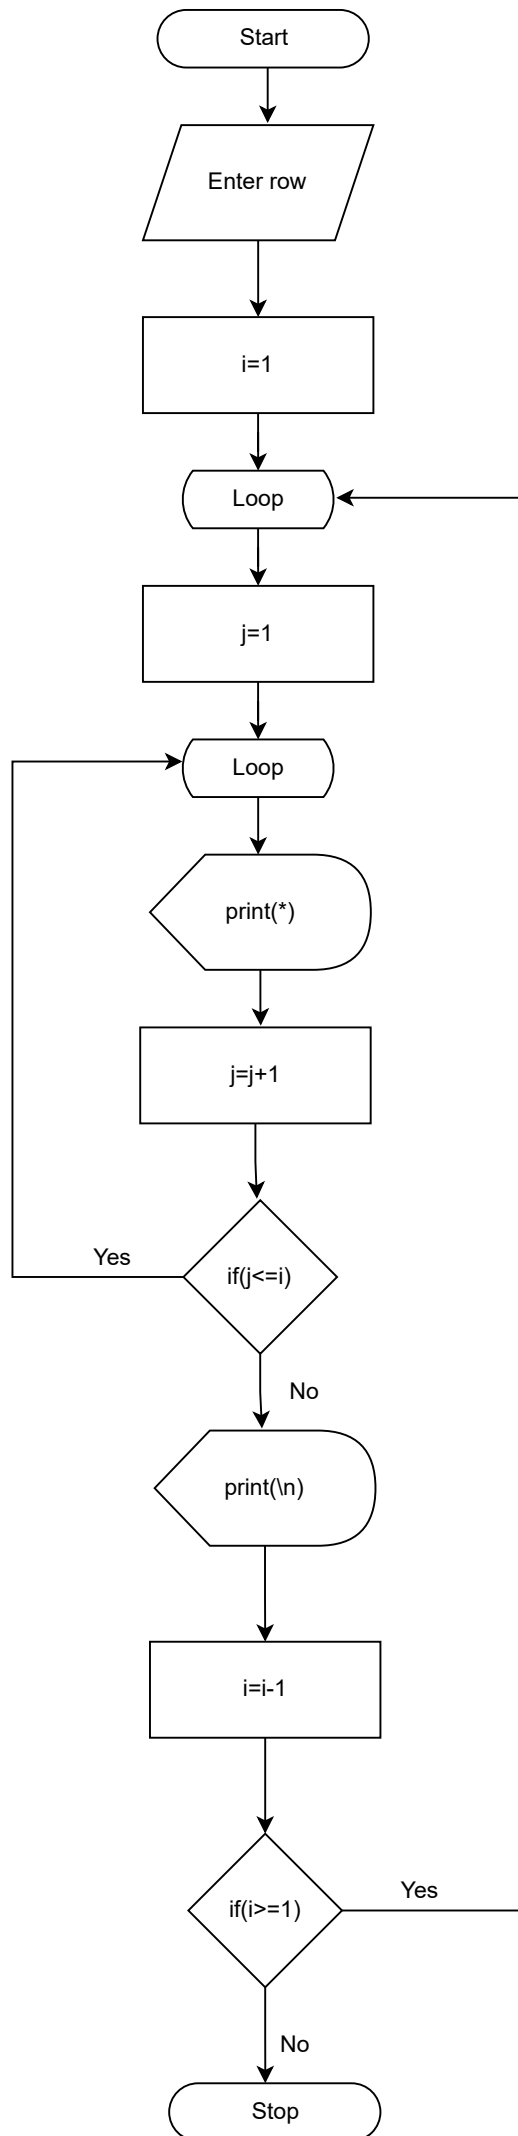 Start
Enter row
i=1
Loop
j=1
Loop
print(*)
j=j+1
Yes
if(j<=i)
No
print(\n)
i=i-1
Yes
if(i>=1)
No
Stop